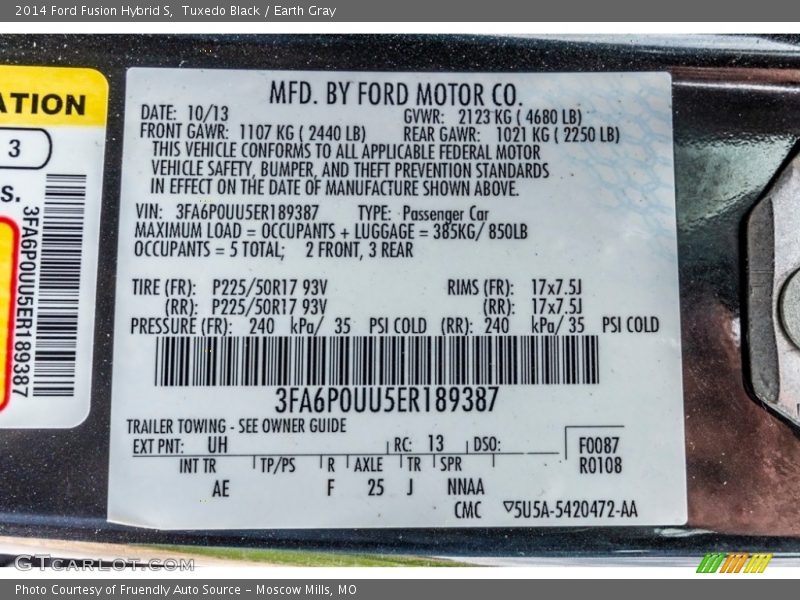 2014 Ford Fusion Hybrid S, Tuxedo Black / Earth Gray
ATION
3
S.
3FA6P0UU5ER189387
MFD. BY FORD MOTOR CO.
DATE: 10/13 GVWR: 2123 KG ( 4680 LB)
FRONT GAWR: 1107 KG ( 2440 LB) REAR GAWR: 1021 KG ( 2250 LB)
THIS VEHICLE CONFORMS TO ALL APPLICABLE FEDERAL MOTOR
VEHICLE SAFETY, BUMPER, AND THEFT PREVENTION STANDARDS
IN EFFECT ON THE DATE OF MANUFACTURE SHOWN ABOVE.
VIN: 3FA6P0UU5ER189387 TYPE: Passenger Car
MAXIMUM LOAD = OCCUPANTS + LUGGAGE = 385KG/ 850LB
OCCUPANTS = 5 TOTAL; 2 FRONT, 3 REAR
TIRE (FR): P225/50R17 93V RIMS (FR): 17x7.5J
(RR): P225/50R17 93V (RR): 17x7.5J
PRESSURE (FR): 240 kPa/ 35 PSI COLD (RR): 240 kPa/ 35 PSI COLD
3FA6P0UU5ER189387
TRAILER TOWING - SEE OWNER GUIDE
EXT PNT: UH RC: 13 DSO: F0087
R0108
INT TR TP/PS R AXLE TR SPR
AE F 25 J NNAA
CMC ▽5U5A-5420472-AA
GTcarlot.com
Photo Courtesy of Fruendly Auto Source - Moscow Mills, MO